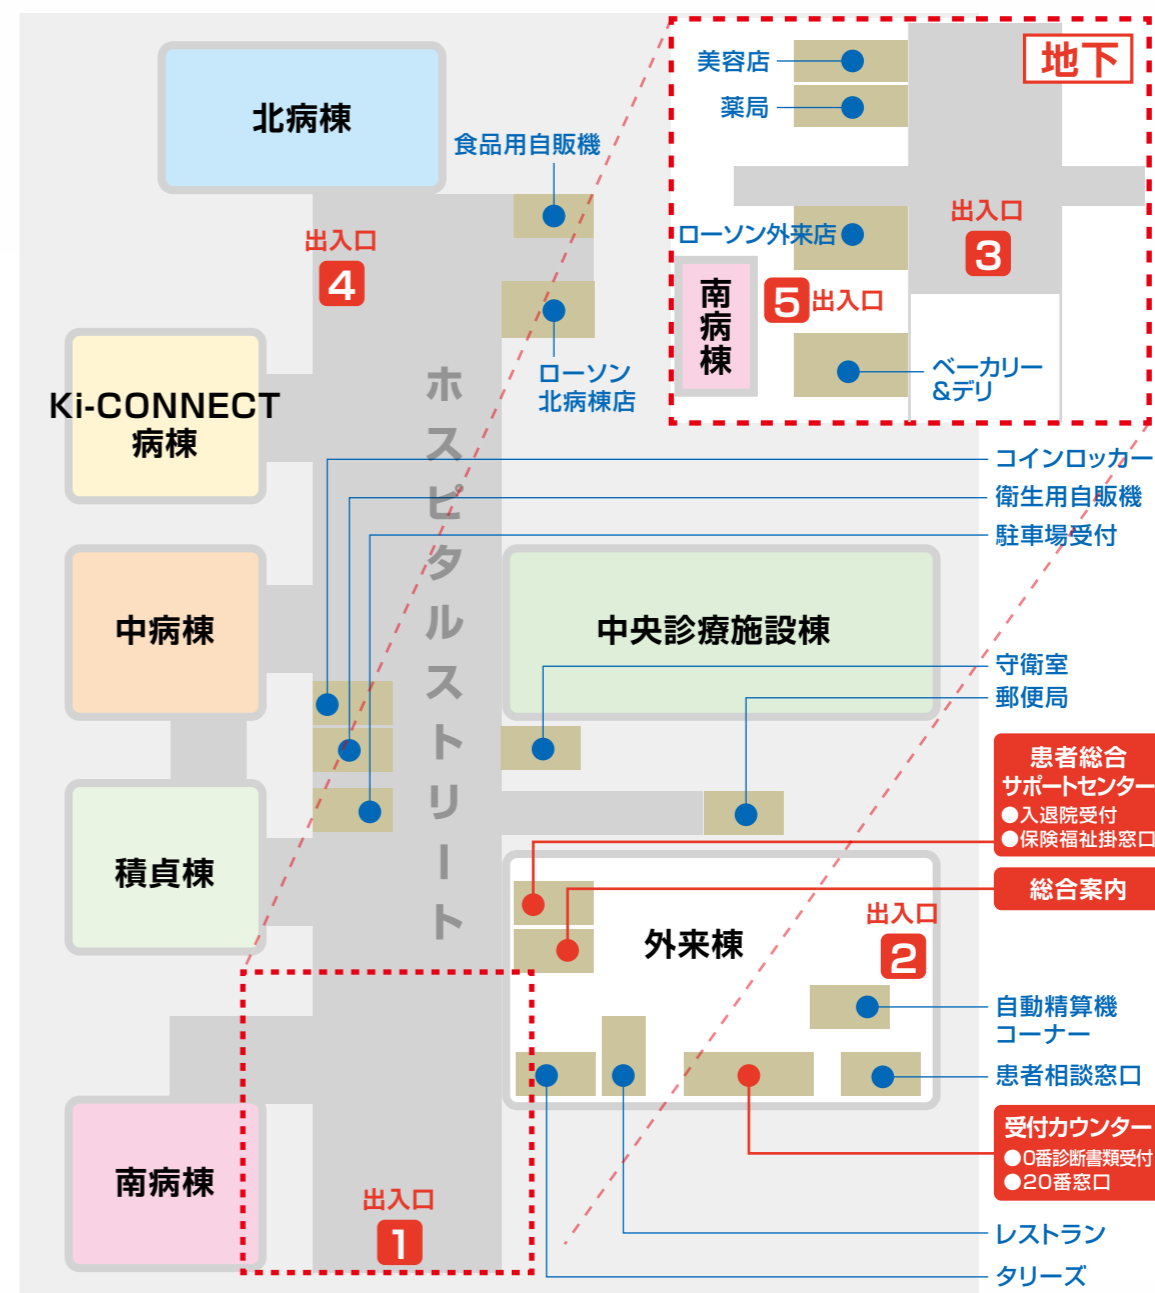 地下
美容店
薬局
出入口
3
ローソン外来店
南病棟
5
出入口
ベーカリー
&デリ
北病棟
食品用自販機
出入口
4
ローソン
北病棟店
Ki-CONNECT
病棟
ホスピタルストリート
コインロッカー
衛生用自販機
駐車場受付
中病棟
中央診療施設棟
守衛室
郵便局
患者総合
サポートセンター
●入退院受付
●保険福祉掛窓口
積貞棟
総合案内
外来棟
出入口
2
自動精算機
コーナー
患者相談窓口
受付カウンター
●0番診断書類受付
●20番窓口
南病棟
出入口
1
レストラン
タリーズ